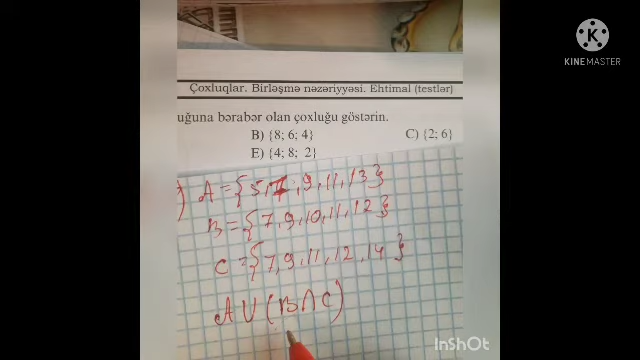 KINEMASTER
Çoxluqlar. Birləşmə nəzəriyyəsi. Ehtimal (testlər)
uğuna bərabər olan çoxluğu göstərin.
B) {8; 6; 4} C) {2; 6}
E) {4; 8; 2}
) A={5,7,9,11,13}
B={7,9,10,11,12}
C={7,9,11,12,14}
A∪(B∩C)
InShOt